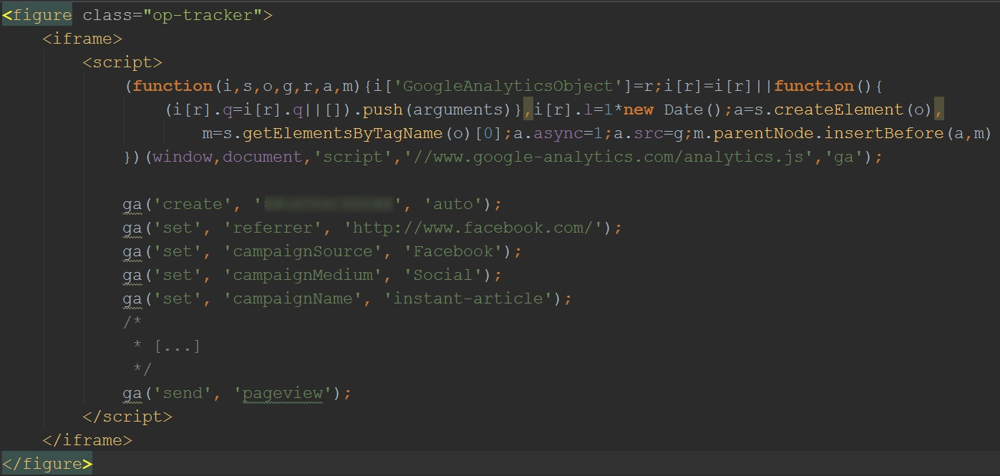 <figure class="op-tracker">
<iframe>
<script>
(function(i,s,o,g,r,a,m){i['GoogleAnalyticsObject']=r;i[r]=i[r]||function(){
(i[r].q=i[r].q||[]).push(arguments)},i[r].l=1*new Date();a=s.createElement(o),
m=s.getElementsByTagName(o)[0];a.async=1;a.src=g;m.parentNode.insertBefore(a,m)
})(window,document,'script','//www.google-analytics.com/analytics.js','ga');
ga('create', '', 'auto');
ga('set', 'referrer', 'http://www.facebook.com/');
ga('set', 'campaignSource', 'Facebook');
ga('set', 'campaignMedium', 'Social');
ga('set', 'campaignName', 'instant-article');
/*
* [...]
*/
ga('send', 'pageview');
</script>
</iframe>
</figure>